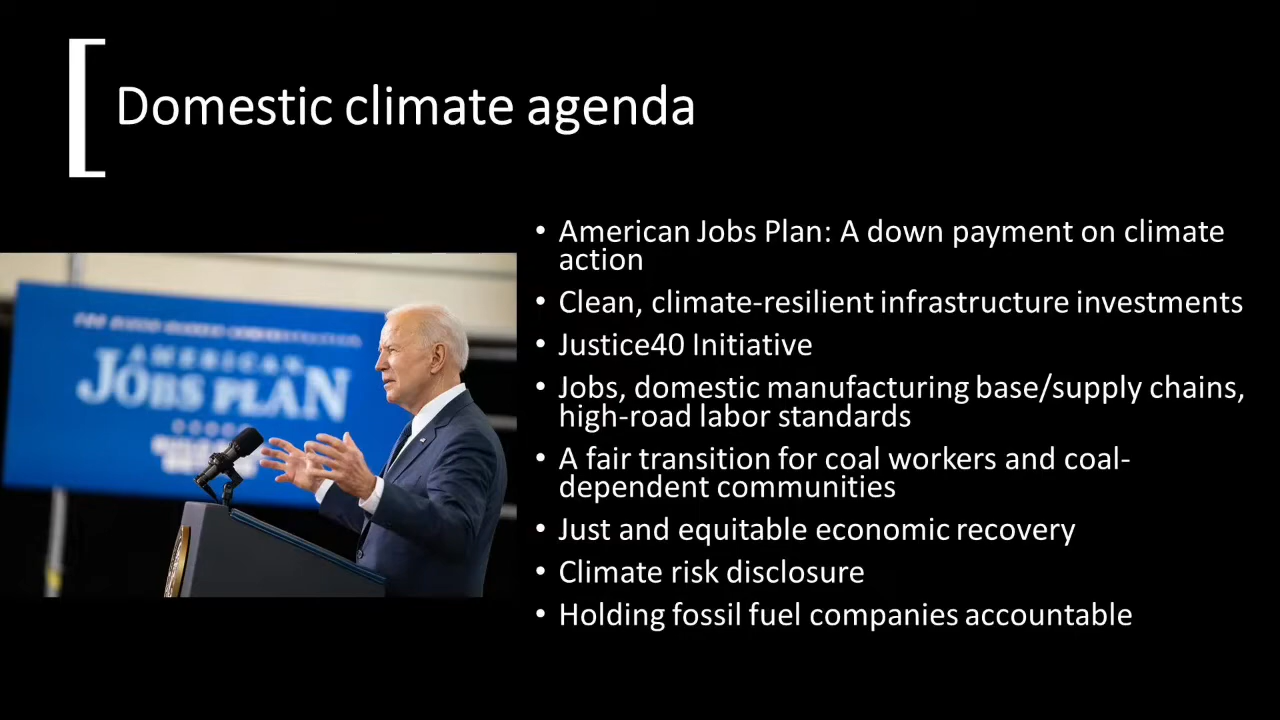 Domestic climate agenda
• American Jobs Plan: A down payment on climate
action
• Clean, climate-resilient infrastructure investments
• Justice40 Initiative
• Jobs, domestic manufacturing base/supply chains,
high-road labor standards
• A fair transition for coal workers and coal-
dependent communities
• Just and equitable economic recovery
• Climate risk disclosure
• Holding fossil fuel companies accountable
AMERICAN
JOBS PLAN